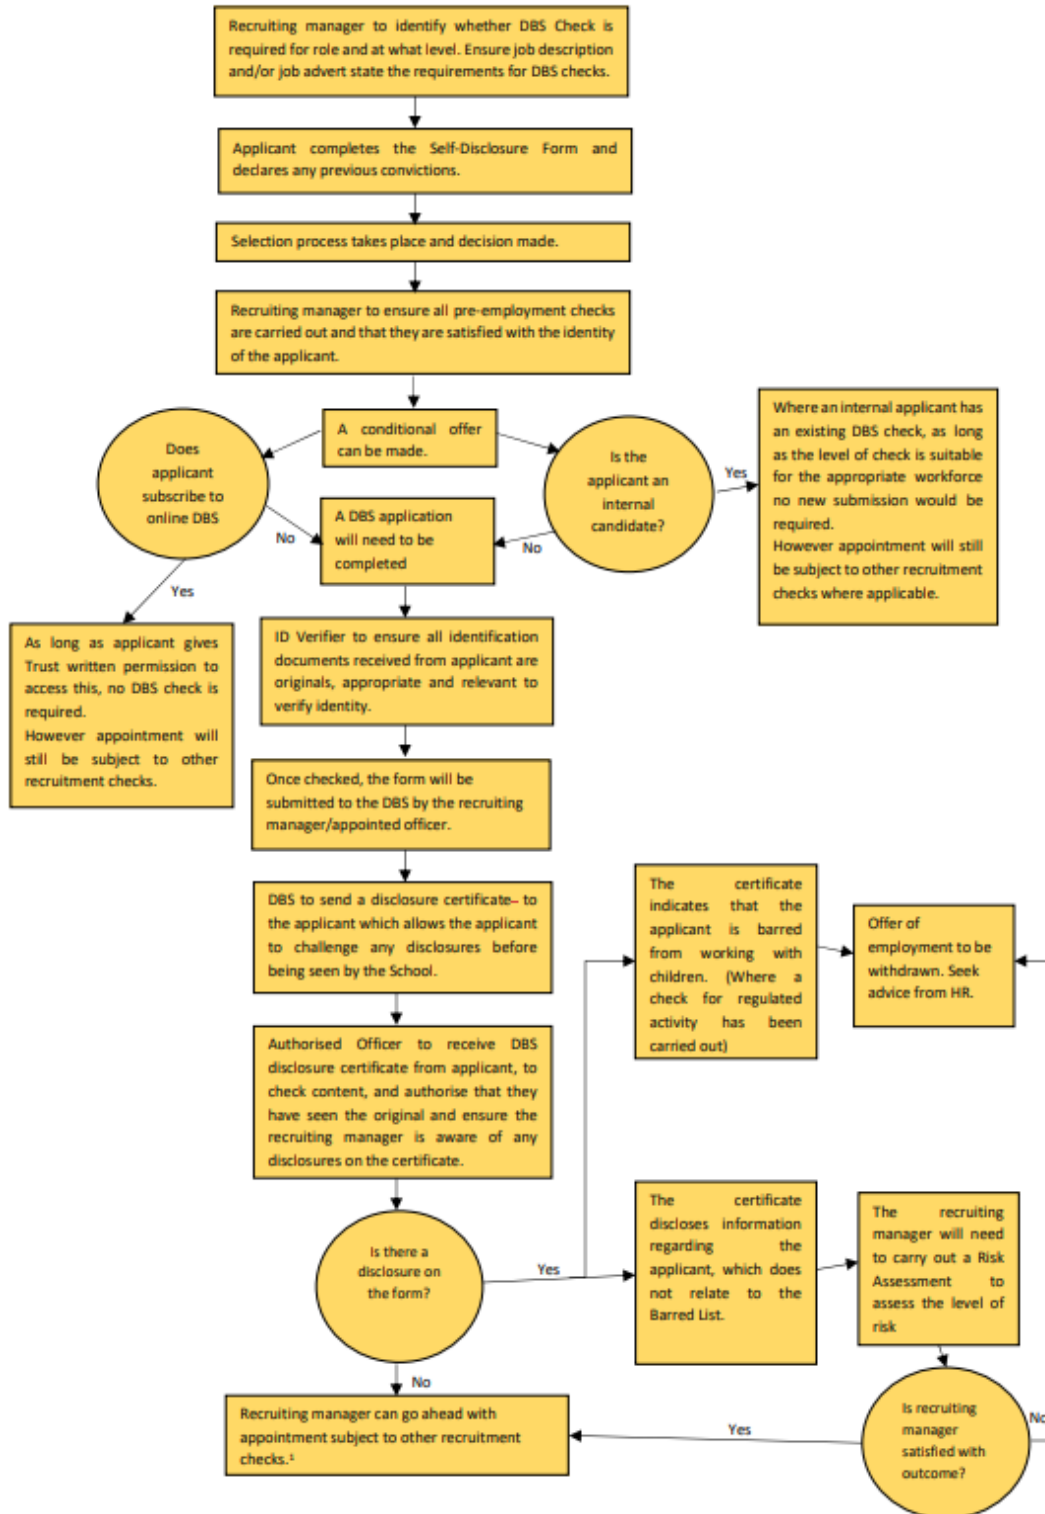 Recruiting manager to identify whether DBS Check is
required for role and at what level. Ensure job description
and/or job advert state the requirements for DBS checks.
Applicant completes the Self-Disclosure Form and
declares any previous convictions.
Selection process takes place and decision made.
Recruiting manager to ensure all pre-employment checks
are carried out and that they are satisfied with the identity
of the applicant.
A conditional offer
can be made.
Does
applicant
subscribe to
online DBS
Is the
applicant an
internal
candidate?
Yes
Where an internal applicant has
an existing DBS check, as long
as the level of check is suitable
for the appropriate workforce
no new submission would be
required.
However appointment will still
be subject to other recruitment
checks where applicable.
No
A DBS application
will need to be
completed
No
Yes
As long as applicant gives
Trust written permission to
access this, no DBS check is
required.
However appointment will
still be subject to other
recruitment checks.
ID Verifier to ensure all identification
documents received from applicant are
originals, appropriate and relevant to
verify identity.
Once checked, the form will be
submitted to the DBS by the recruiting
manager/appointed officer.
DBS to send a disclosure certificate– to
the applicant which allows the applicant
to challenge any disclosures before
being seen by the School.
Authorised Officer to receive DBS
disclosure certificate from applicant, to
check content, and authorise that they
have seen the original and ensure the
recruiting manager is aware of any
disclosures on the certificate.
The certificate
indicates that the
applicant is barred
from working with
children. (Where a
check for regulated
activity has been
carried out)
Offer of
employment to be
withdrawn. Seek
advice from HR.
Is there a
disclosure on
the form?
Yes
The certificate
discloses information
regarding the
applicant, which does
not relate to the
Barred List.
The recruiting
manager will need
to carry out a Risk
Assessment to
assess the level of
risk
No
Recruiting manager can go ahead with
appointment subject to other recruitment
checks.¹
Yes
Is recruiting
manager
satisfied with
outcome?
No